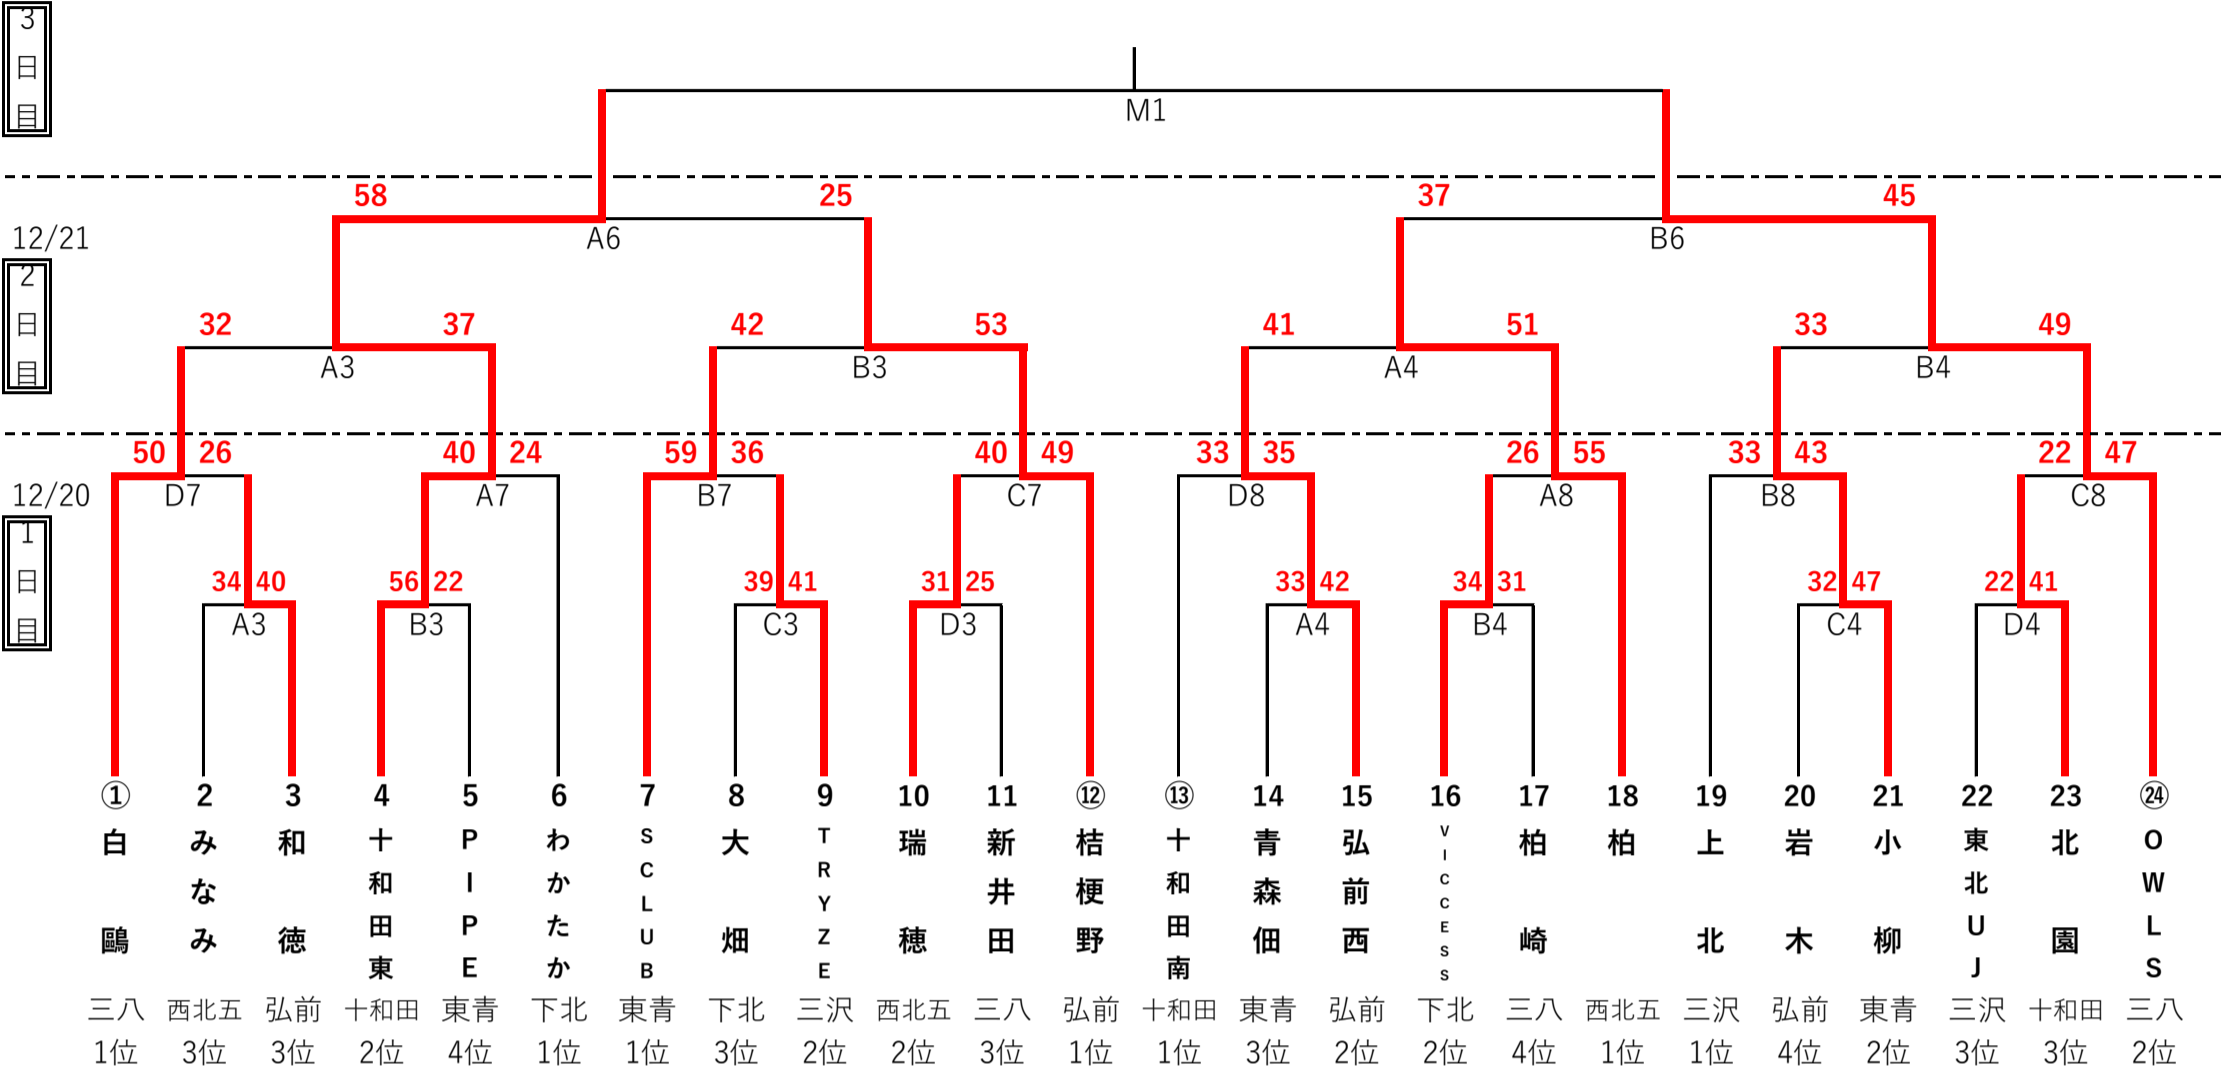 3日目
M1
58 25 37 45
12/21
A6 B6
2日目
32 37 42 53 41 51 33 49
A3 B3 A4 B4
50 26 40 24 59 36 40 49 33 35 26 55 33 43 22 47
12/20
D7 A7 B7 C7 D8 A8 B8 C8
1日目
34 40 56 22 39 41 31 25 33 42 34 31 32 47 22 41
A3 B3 C3 D3 A4 B4 C4 D4
① 2 3 4 5 6 7 8 9 10 11 ⑫ ⑬ 14 15 16 17 18 19 20 21 22 23 ㉔
白鷗
みなみ
和徳
十和田東
PIPE
わかたか
SCLUB
大畑
TRYZE
瑞穂
新井田
桔梗野
十和田南
青森佃
弘前西
VICCESS
柏崎
柏
上北
岩木
小柳
東北UJ
北園
OWLS
三八 西北五 弘前 十和田 東青 下北 東青 下北 三沢 西北五 三八 弘前 十和田 東青 弘前 下北 三八 西北五 三沢 弘前 東青 三沢 十和田 三八
1位 3位 3位 2位 4位 1位 1位 3位 2位 2位 3位 1位 1位 3位 2位 2位 4位 1位 1位 4位 2位 3位 3位 2位